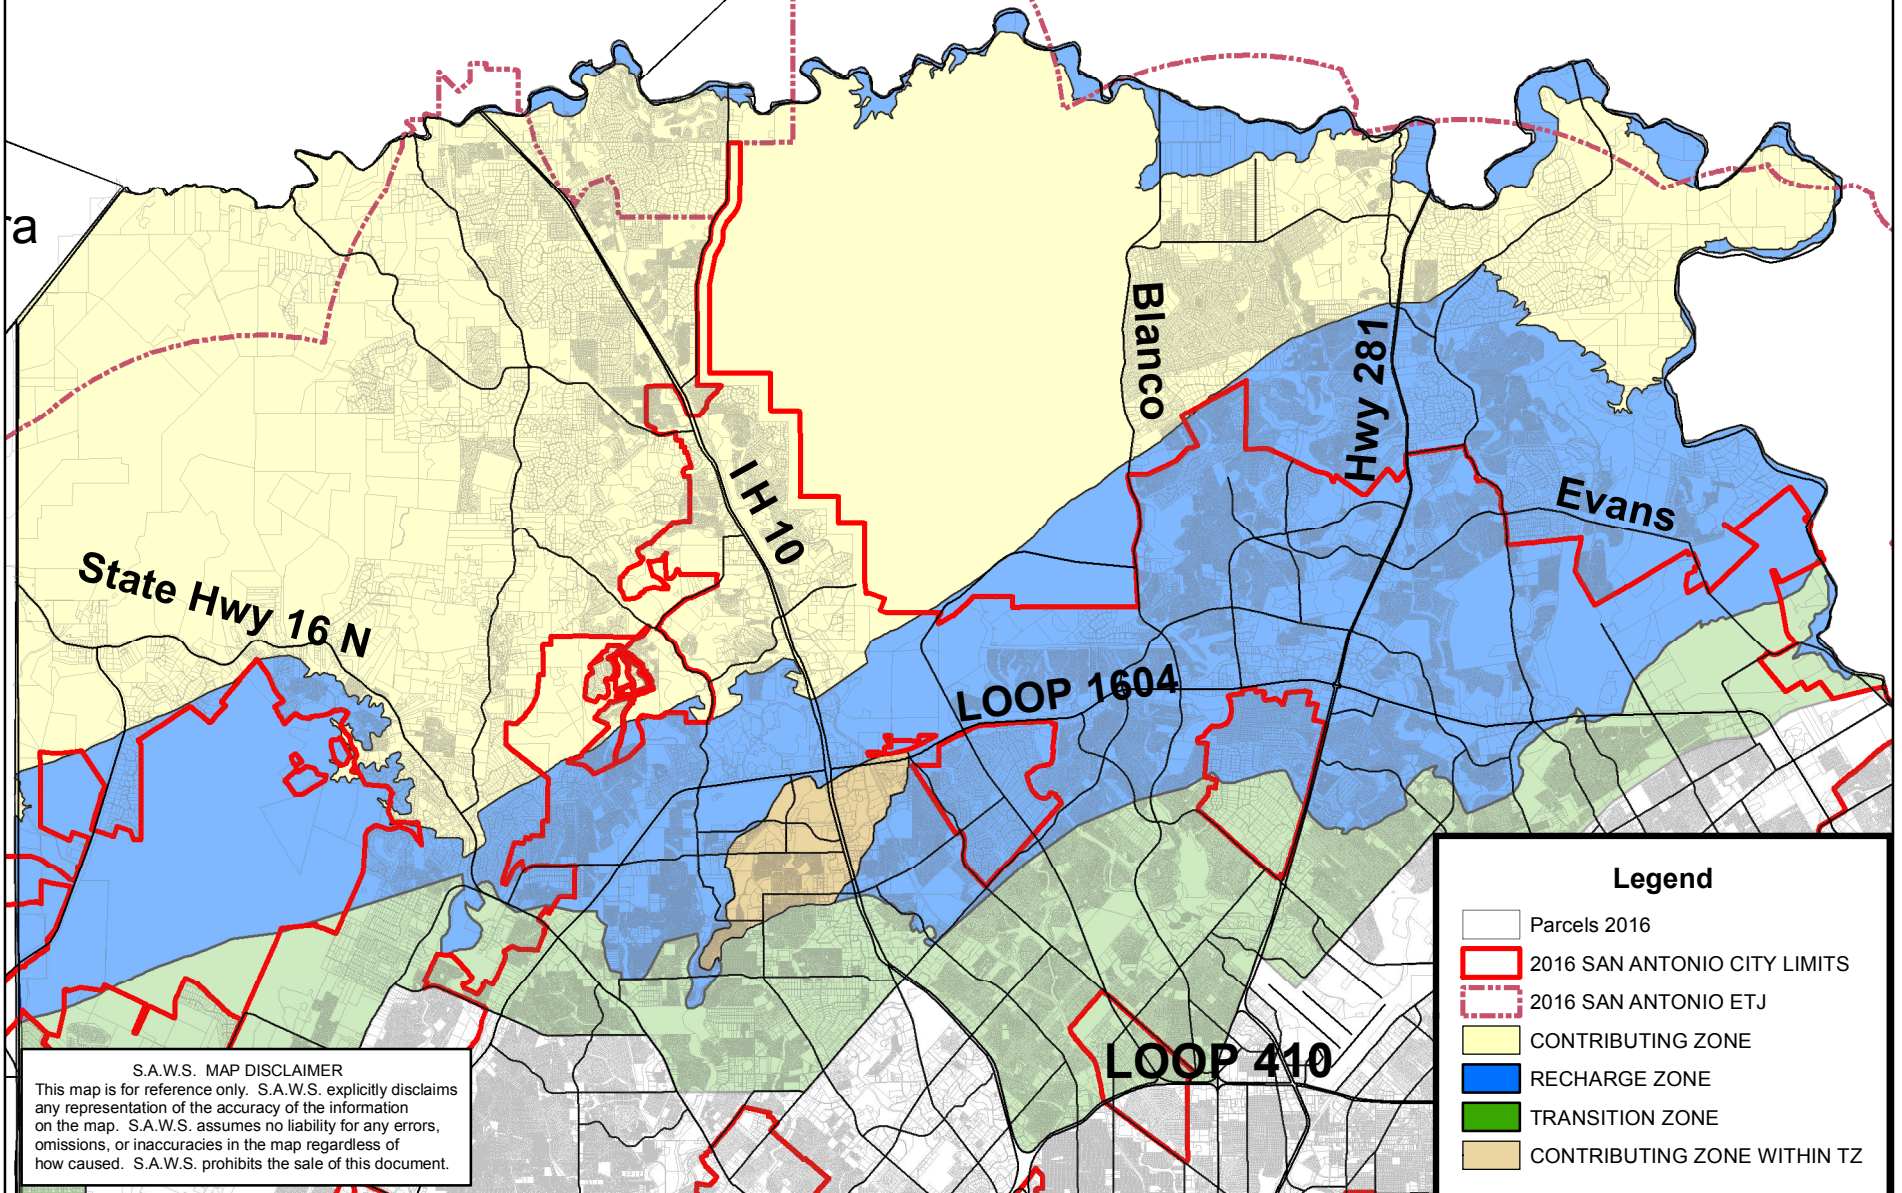 ra
Blanco
Hwy 281
I H 10
Evans
State Hwy 16 N
LOOP 1604
LOOP 410
Legend
Parcels 2016
2016 SAN ANTONIO CITY LIMITS
2016 SAN ANTONIO ETJ
CONTRIBUTING ZONE
RECHARGE ZONE
TRANSITION ZONE
CONTRIBUTING ZONE WITHIN TZ
S.A.W.S. MAP DISCLAIMER
This map is for reference only. S.A.W.S. explicitly disclaims
any representation of the accuracy of the information
on the map. S.A.W.S. assumes no liability for any errors,
omissions, or inaccuracies in the map regardless of
how caused. S.A.W.S. prohibits the sale of this document.